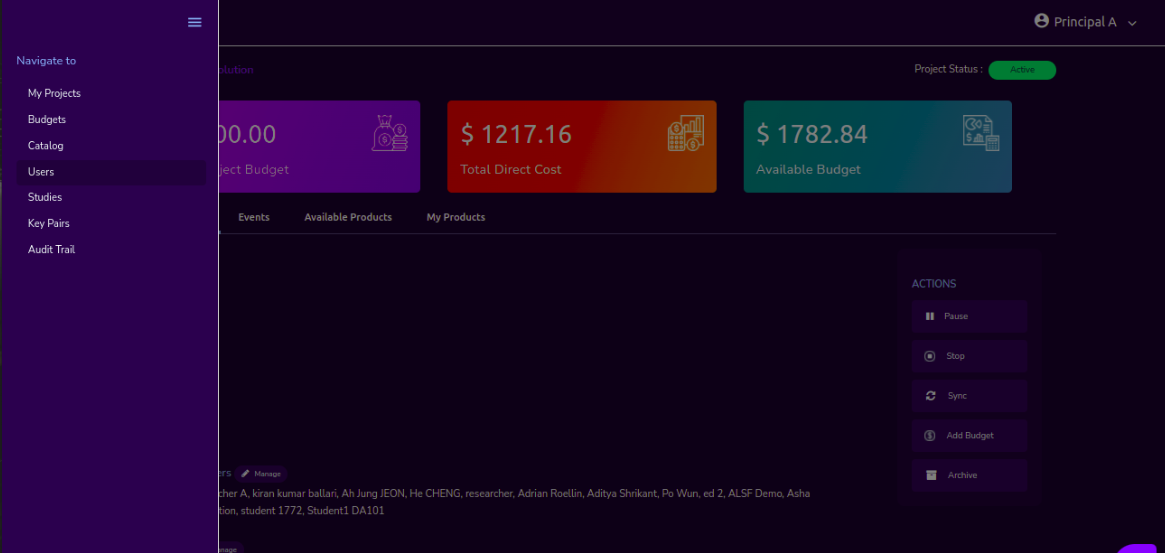 Principal A
Navigate to
My Projects
Budgets
Catalog
Users
Studies
Key Pairs
Audit Trail
Project Status :
Active
00.00
ject Budget
$ 1217.16
Total Direct Cost
$ 1782.84
Available Budget
Events
Available Products
My Products
ACTIONS
Pause
Stop
Sync
Add Budget
Archive
ers
Manage
cher A, kiran kumar ballari, Ah Jung JEON, He CHENG, researcher, Adrian Roellin, Aditya Shrikant, Po Wun, ed 2, ALSF Demo, Asha
tion, student 1772, Student1 DA101